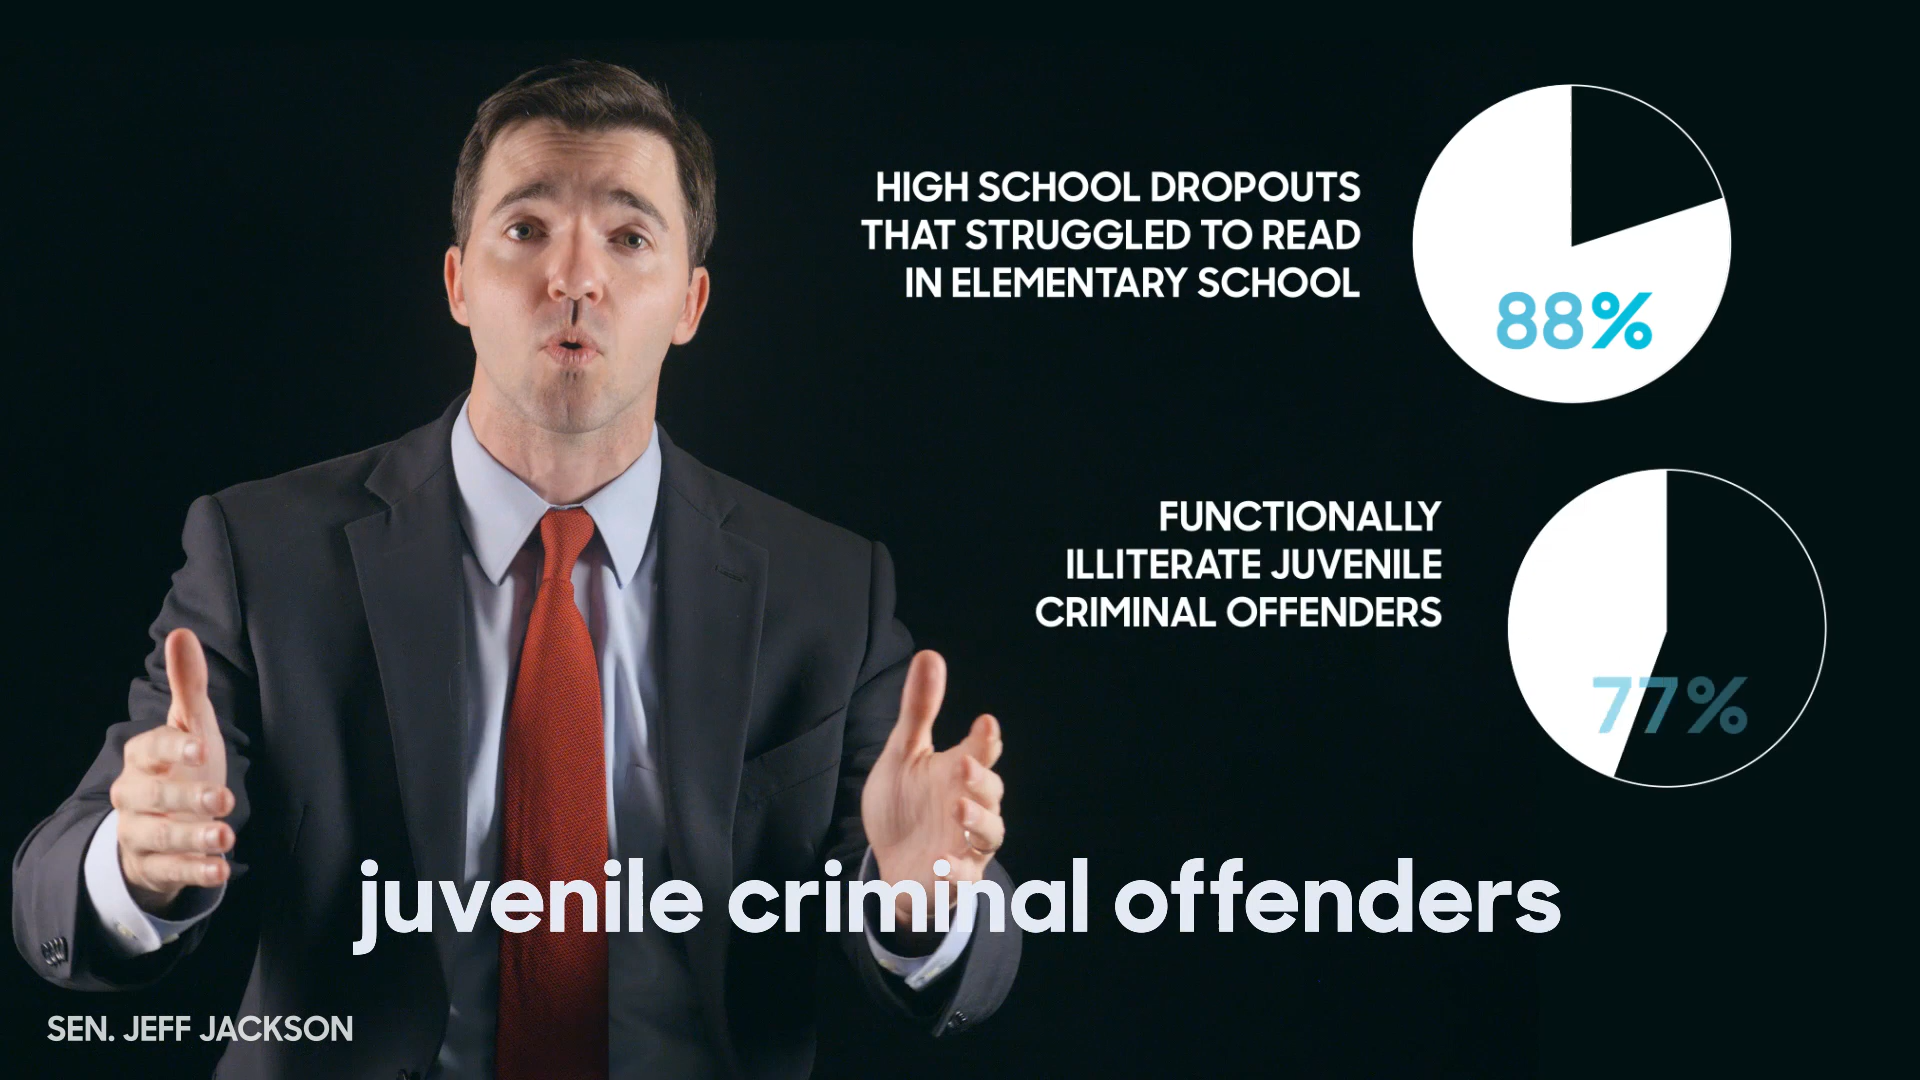 HIGH SCHOOL DROPOUTS
THAT STRUGGLED TO READ
IN ELEMENTARY SCHOOL
88%
FUNCTIONALLY
ILLITERATE JUVENILE
CRIMINAL OFFENDERS
77%
juvenile criminal offenders
SEN. JEFF JACKSON